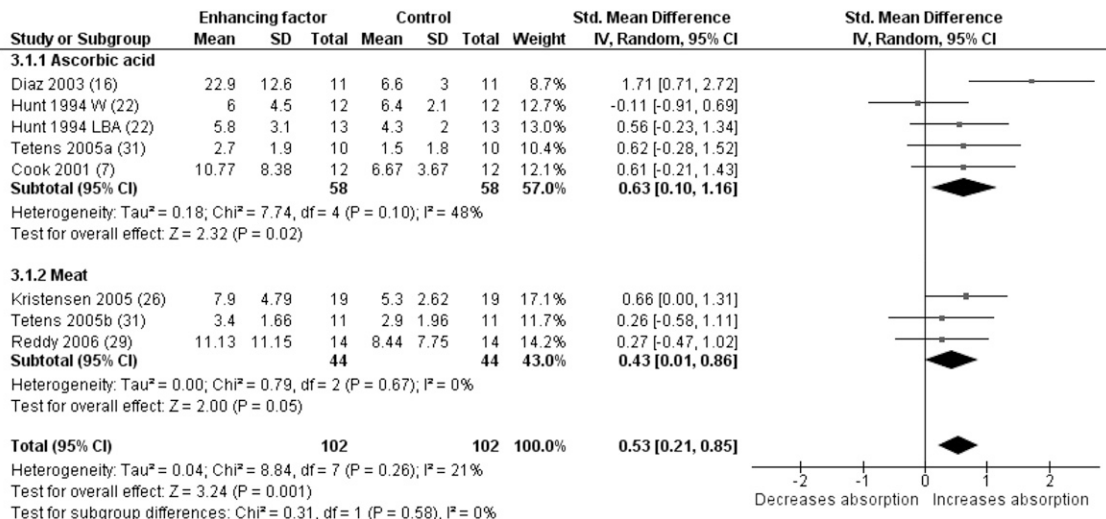 Enhancing factor Control Std. Mean Difference Std. Mean Difference
Study or Subgroup Mean SD Total Mean SD Total Weight IV, Random, 95% CI IV, Random, 95% CI
3.1.1 Ascorbic acid
Diaz 2003 (16) 22.9 12.6 11 6.6 3 11 8.7% 1.71 [0.71, 2.72]
Hunt 1994 W (22) 6 4.5 12 6.4 2.1 12 12.7% -0.11 [-0.91, 0.69]
Hunt 1994 LBA (22) 5.8 3.1 13 4.3 2 13 13.0% 0.56 [-0.23, 1.34]
Tetens 2005a (31) 2.7 1.9 10 1.5 1.8 10 10.4% 0.62 [-0.28, 1.52]
Cook 2001 (7) 10.77 8.38 12 6.67 3.67 12 12.1% 0.61 [-0.21, 1.43]
Subtotal (95% CI) 58 58 57.0% 0.63 [0.10, 1.16]
Heterogeneity: Tau² = 0.18; Chi² = 7.74, df = 4 (P = 0.10); I² = 48%
Test for overall effect: Z = 2.32 (P = 0.02)
3.1.2 Meat
Kristensen 2005 (26) 7.9 4.79 19 5.3 2.62 19 17.1% 0.66 [0.00, 1.31]
Tetens 2005b (31) 3.4 1.66 11 2.9 1.96 11 11.7% 0.26 [-0.58, 1.11]
Reddy 2006 (29) 11.13 11.15 14 8.44 7.75 14 14.2% 0.27 [-0.47, 1.02]
Subtotal (95% CI) 44 44 43.0% 0.43 [0.01, 0.86]
Heterogeneity: Tau² = 0.00; Chi² = 0.79, df = 2 (P = 0.67); I² = 0%
Test for overall effect: Z = 2.00 (P = 0.05)
Total (95% CI) 102 102 100.0% 0.53 [0.21, 0.85]
Heterogeneity: Tau² = 0.04; Chi² = 8.84, df = 7 (P = 0.26); I² = 21%
Test for overall effect: Z = 3.24 (P = 0.001)
Test for subgroup differences: Chi² = 0.31, df = 1 (P = 0.58), I² = 0%
-2 -1 0 1 2
Decreases absorption Increases absorption